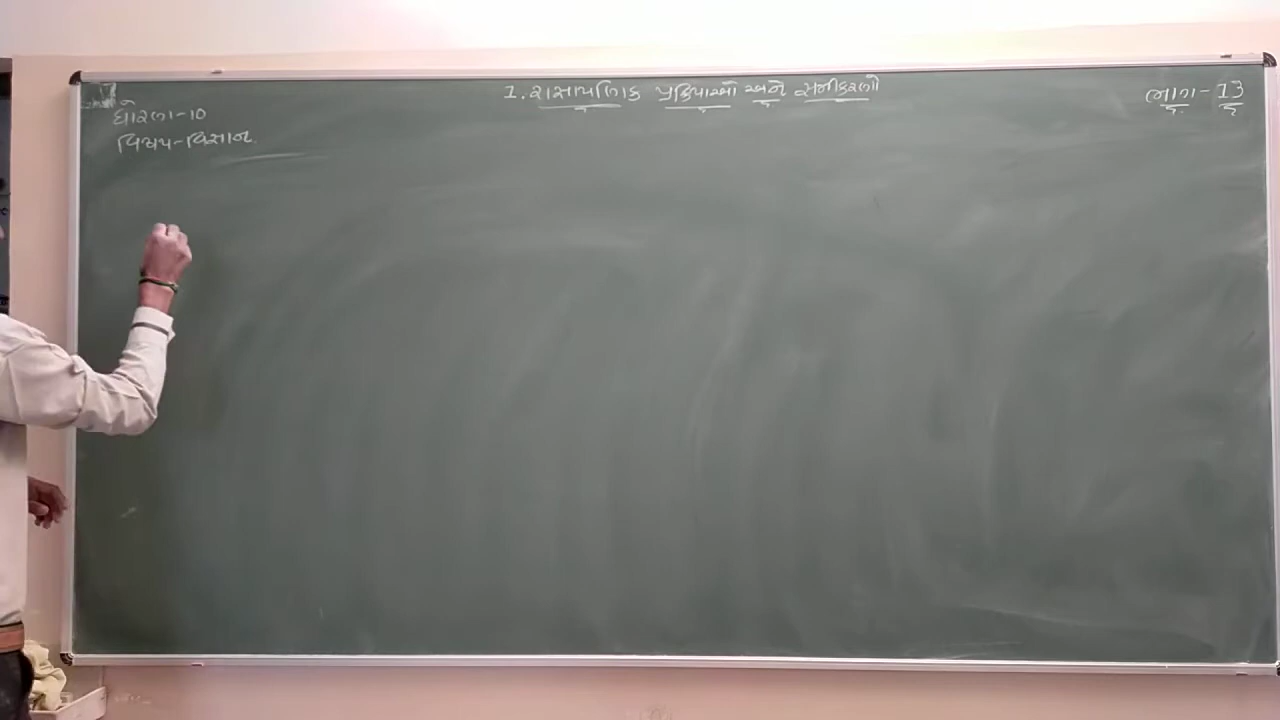 ધોરણ-10
વિષય-વિજ્ઞાન.
1. રાસાયણિક પ્રક્રિયાઓ અને સમીકરણો
ભાગ-13